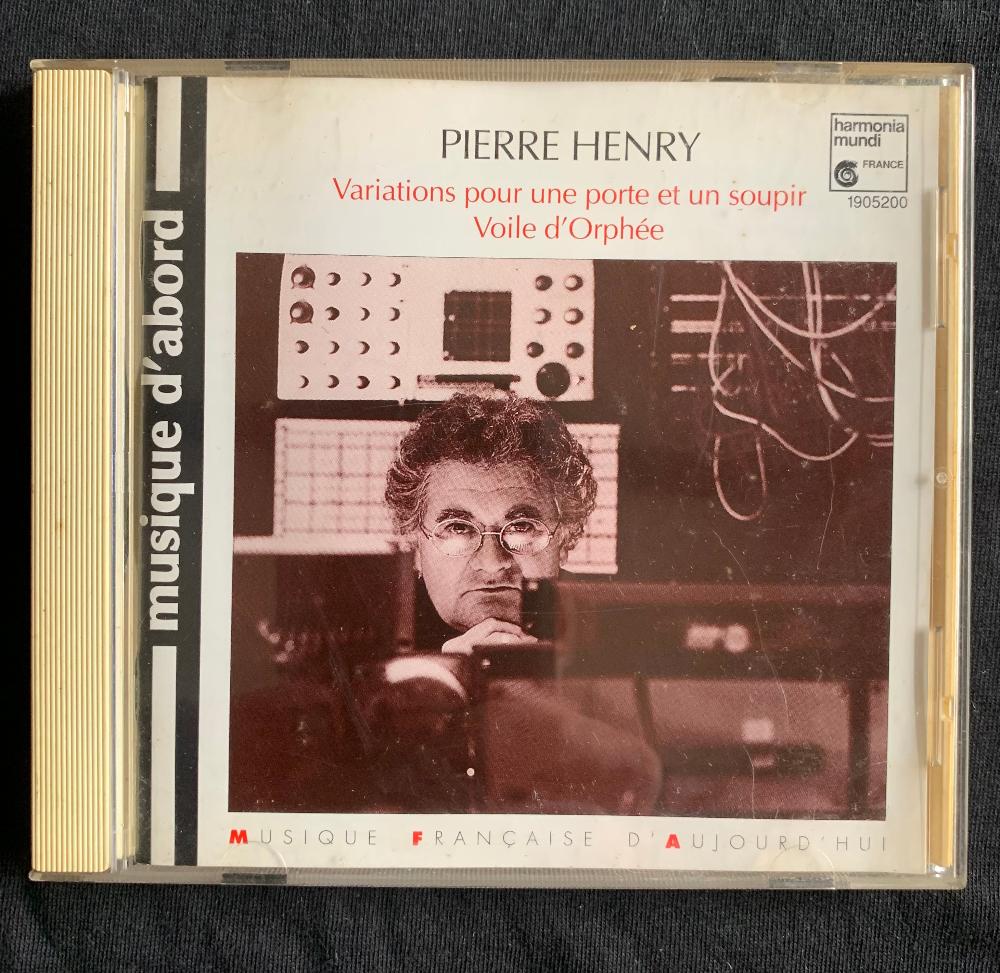 PIERRE HENRY
Variations pour une porte et un soupir
Voile d'Orphée
harmonia
mundi
FRANCE
1905200
musique d'abord
MUSIQUE FRANÇAISE D'AUJOURD'HUI